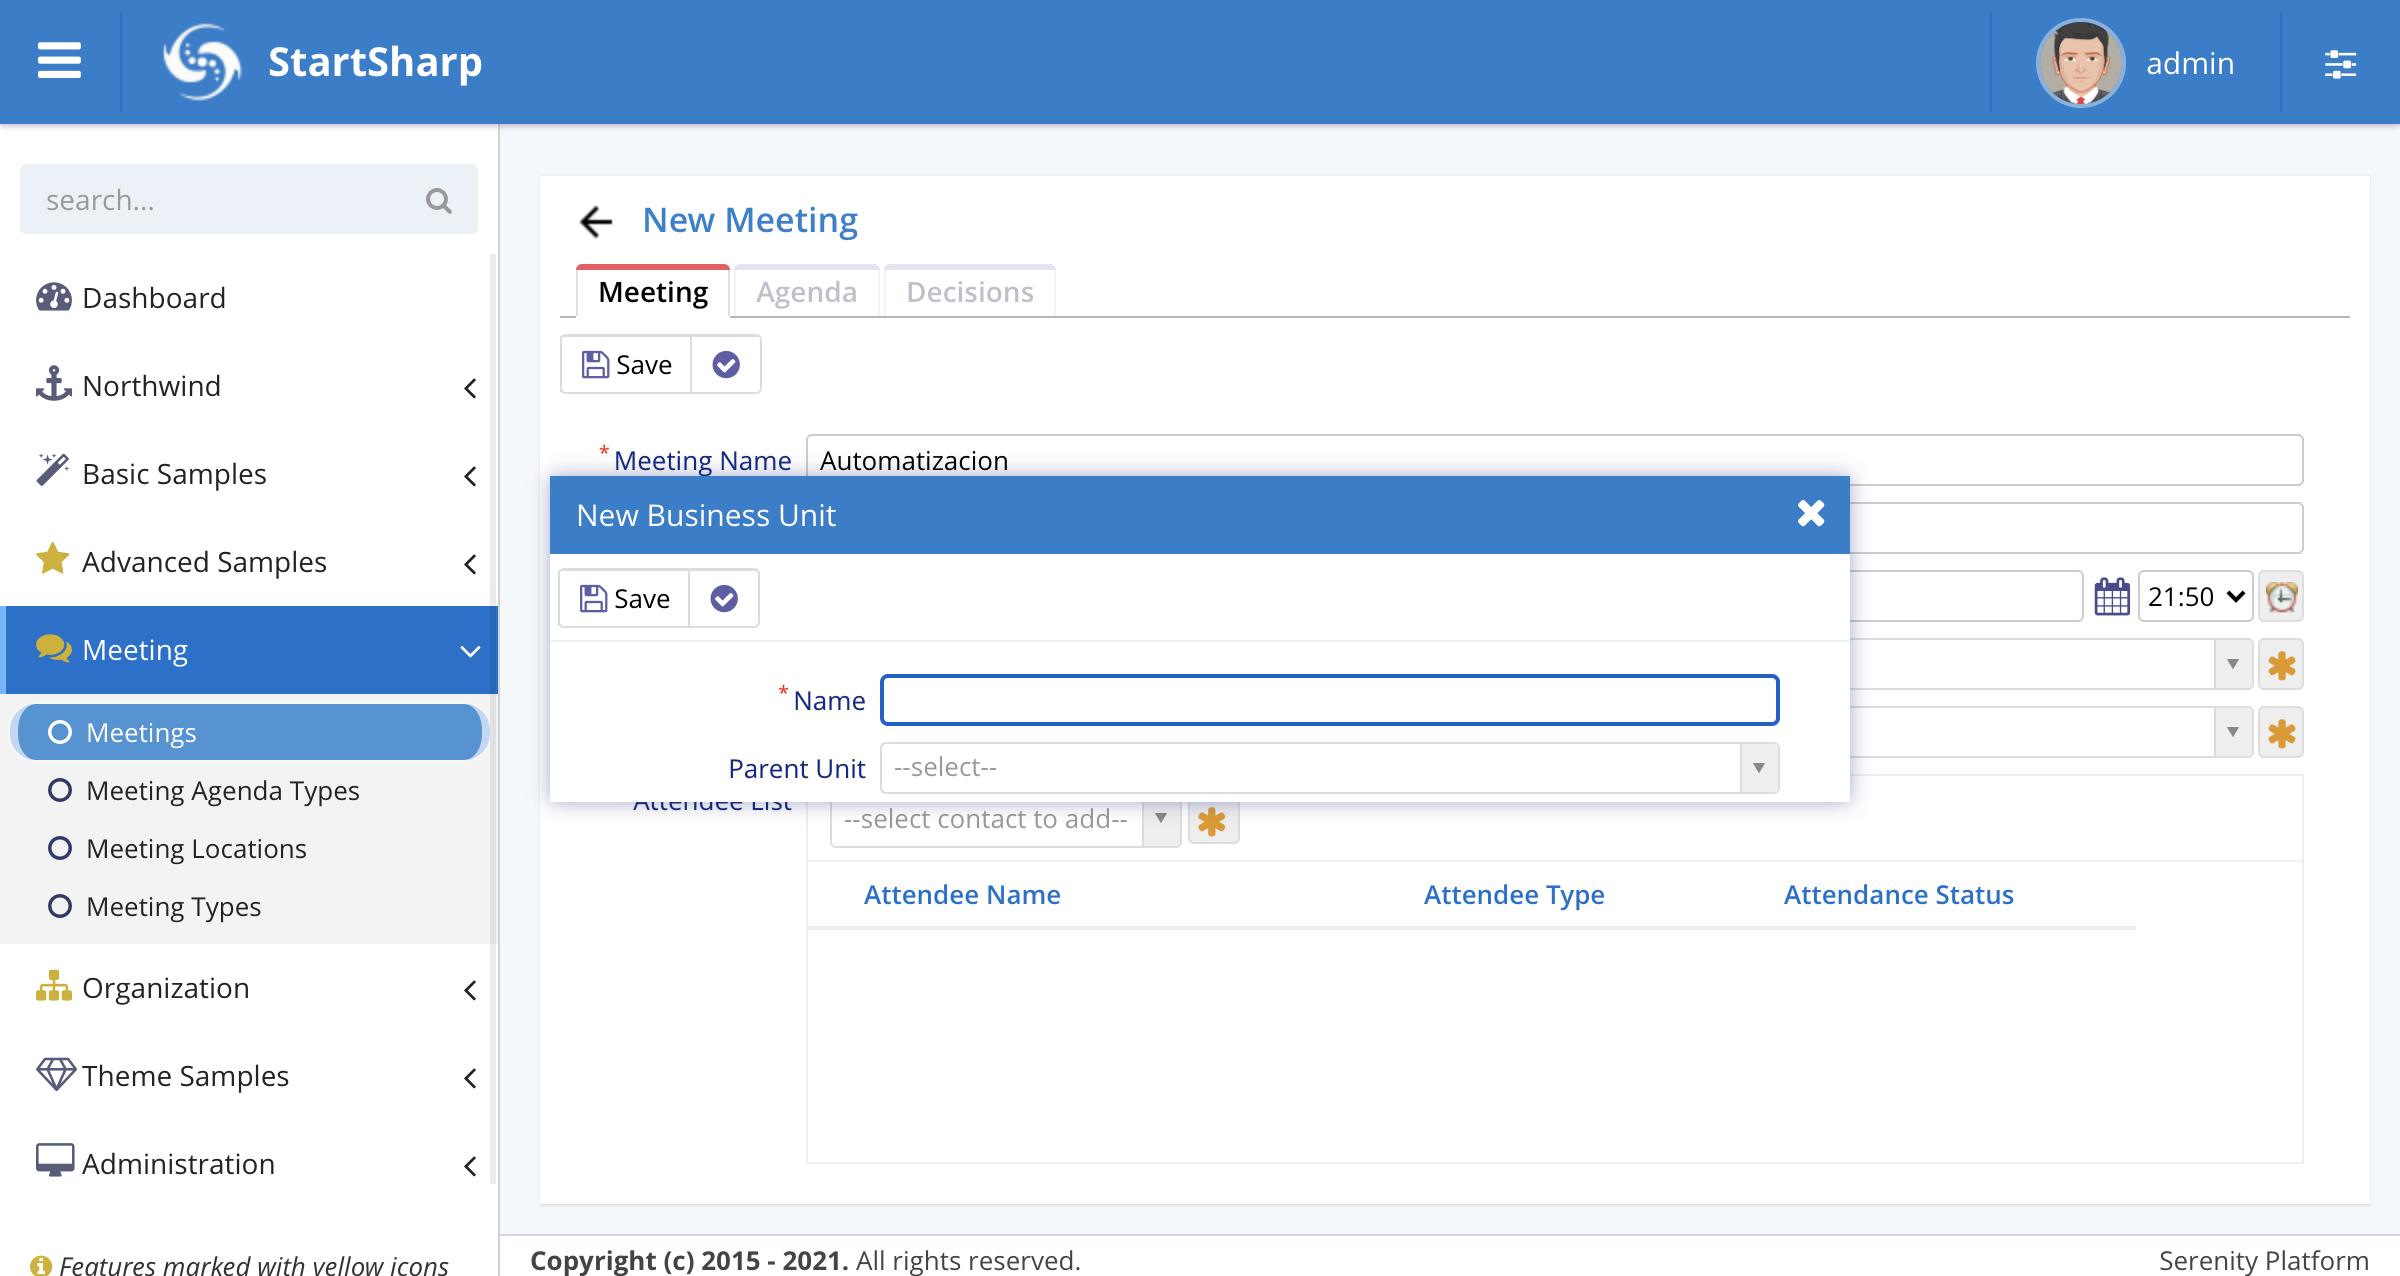 StartSharp
admin
search...
Dashboard
Northwind
Basic Samples
Advanced Samples
Meeting
Meetings
Meeting Agenda Types
Meeting Locations
Meeting Types
Organization
Theme Samples
Administration
Features marked with yellow icons
New Meeting
Meeting Agenda Decisions
Save
* Meeting Name Automatizacion
New Business Unit
Save
21:50
* Name
Parent Unit --select--
Attendee List
--select contact to add--
Attendee Name Attendee Type Attendance Status
Copyright (c) 2015 - 2021. All rights reserved.
Serenity Platform